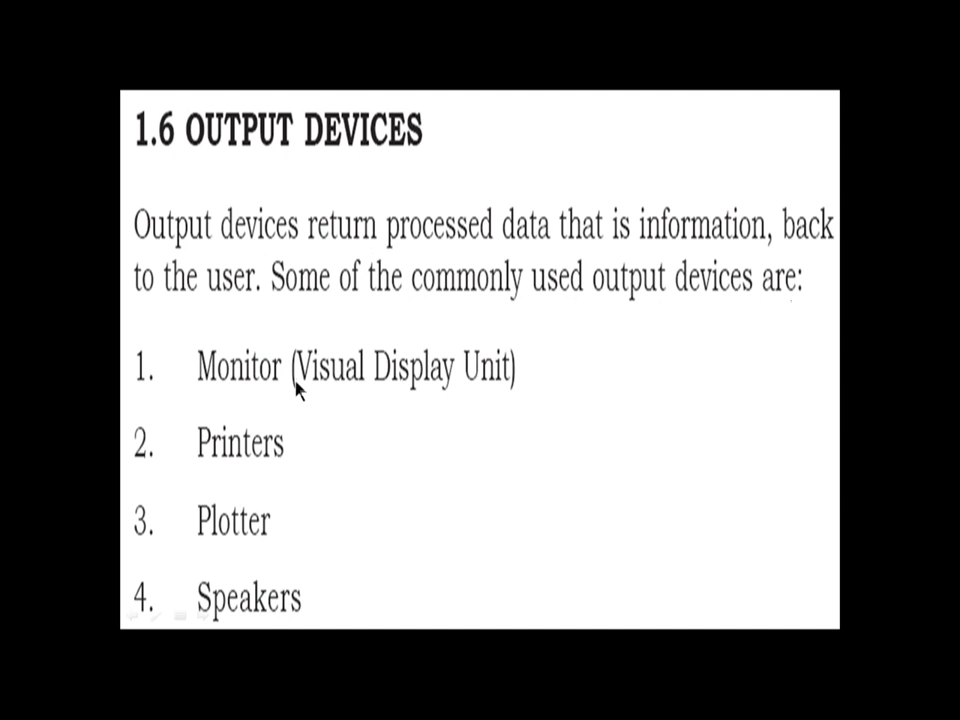 1.6 OUTPUT DEVICES
Output devices return processed data that is information, back
to the user. Some of the commonly used output devices are:
1. Monitor (Visual Display Unit)
2. Printers
3. Plotter
4. Speakers